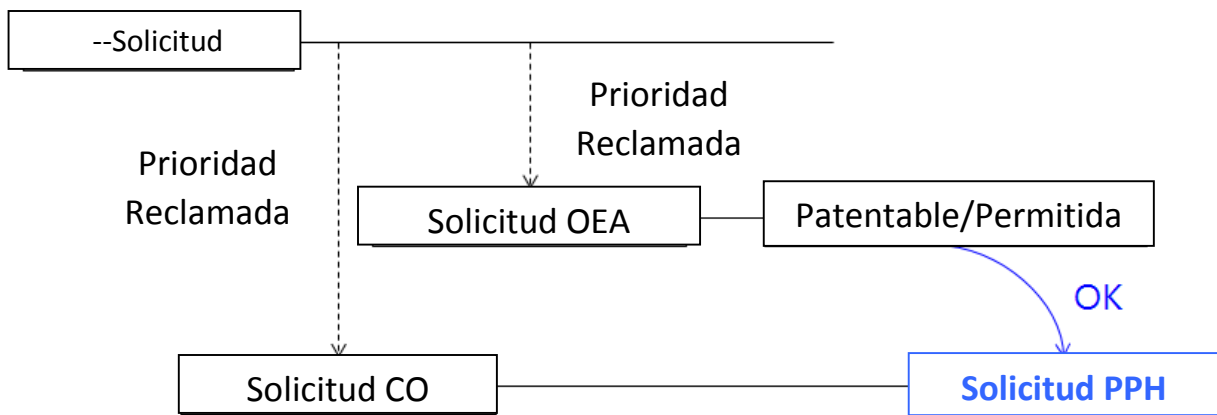 --Solicitud
Prioridad
Reclamada
Prioridad
Reclamada
Solicitud OEA
Patentable/Permitida
OK
Solicitud CO
Solicitud PPH